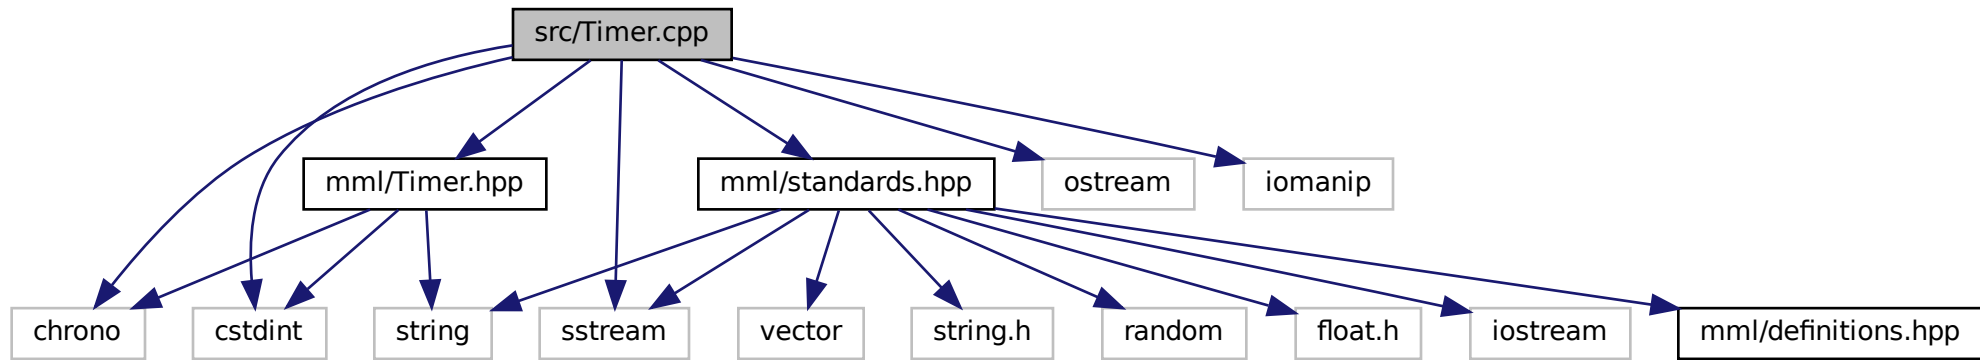 src/Timer.cpp
mml/Timer.hpp
mml/standards.hpp
ostream
iomanip
chrono
cstdint
string
sstream
vector
string.h
random
float.h
iostream
mml/definitions.hpp